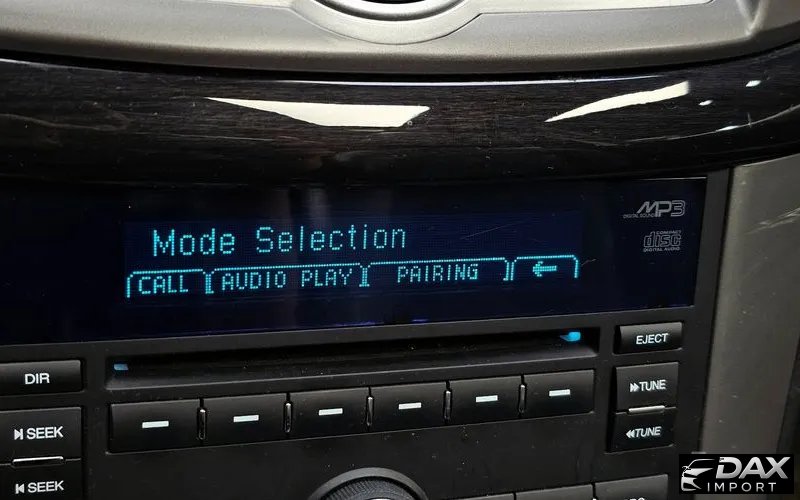 MP3
DIGITAL SOUND
COMPACT
disc
DIGITAL AUDIO
Mode Selection
CALL AUDIO PLAY PAIRING ←
EJECT
DIR
TUNE
SEEK
TUNE
SEEK
DAX
IMPORT